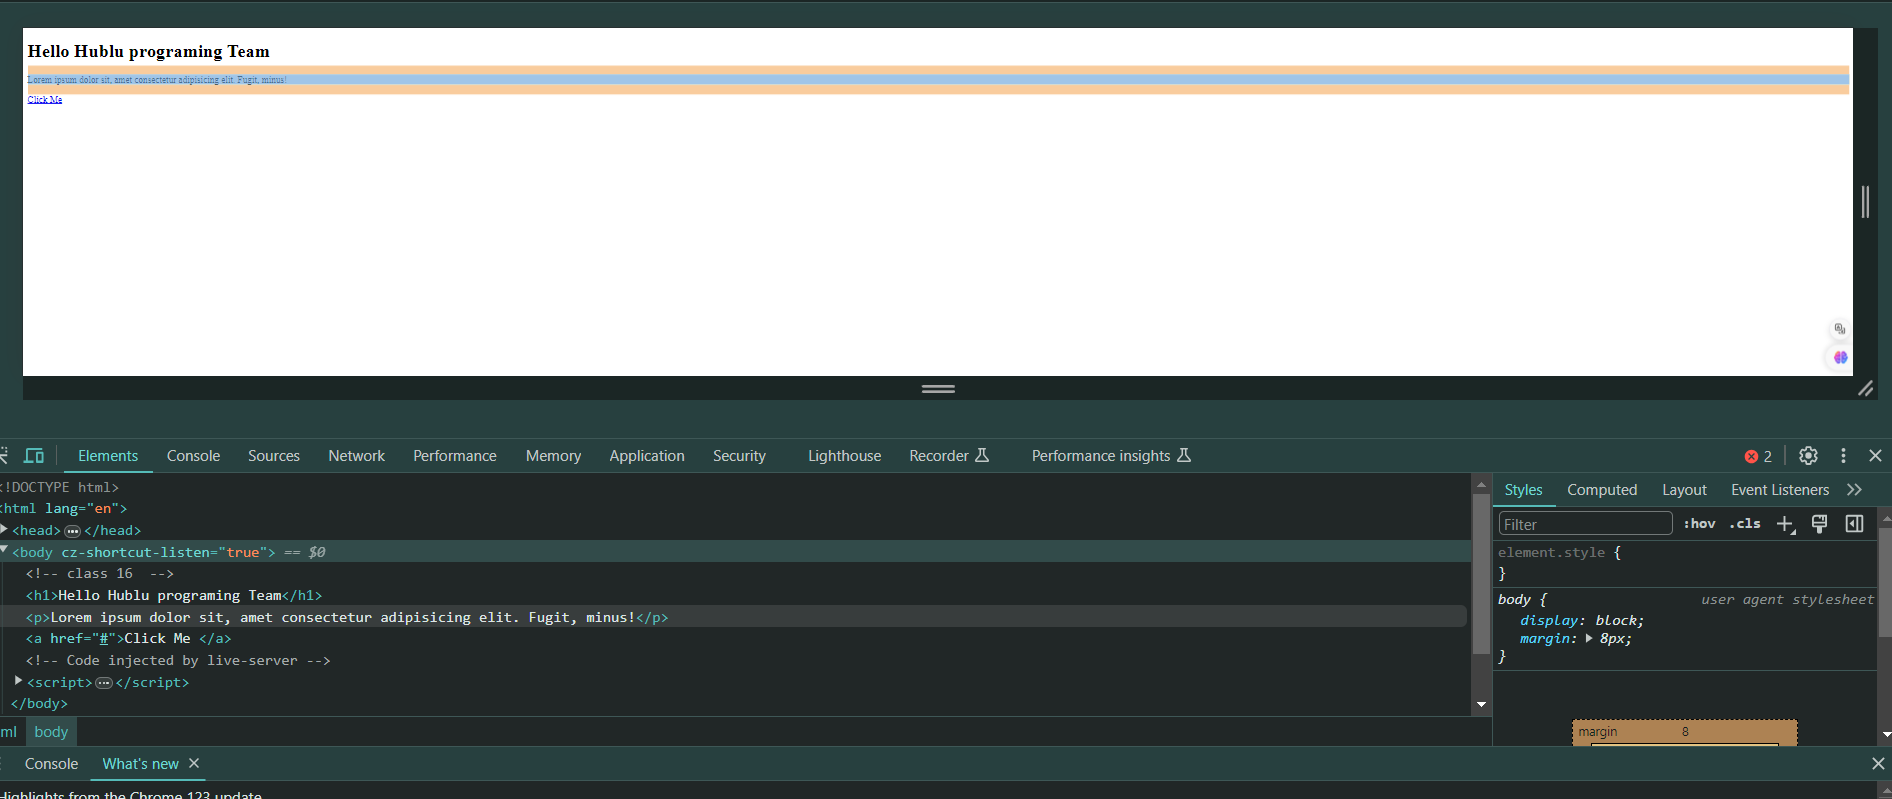 Hello Hublu programing Team
Lorem ipsum dolor sit, amet consectetur adipisicing elit. Fugit, minus!
Click Me
Elements Console Sources Network Performance Memory Application Security Lighthouse Recorder Performance insights 2
<!DOCTYPE html>
<html lang="en">
<head> ••• </head>
<body cz-shortcut-listen="true"> == $0
<!-- class 16  -->
<h1>Hello Hublu programing Team</h1>
<p>Lorem ipsum dolor sit, amet consectetur adipisicing elit. Fugit, minus!</p>
<a href="#">Click Me </a>
<!-- Code injected by live-server -->
<script> ••• </script>
</body>
ml body
Styles Computed Layout Event Listeners
Filter :hov .cls
element.style {
}
body { user agent stylesheet
display: block;
margin: 8px;
}
margin 8
Console What's new
Highlights from the Chrome 123 update